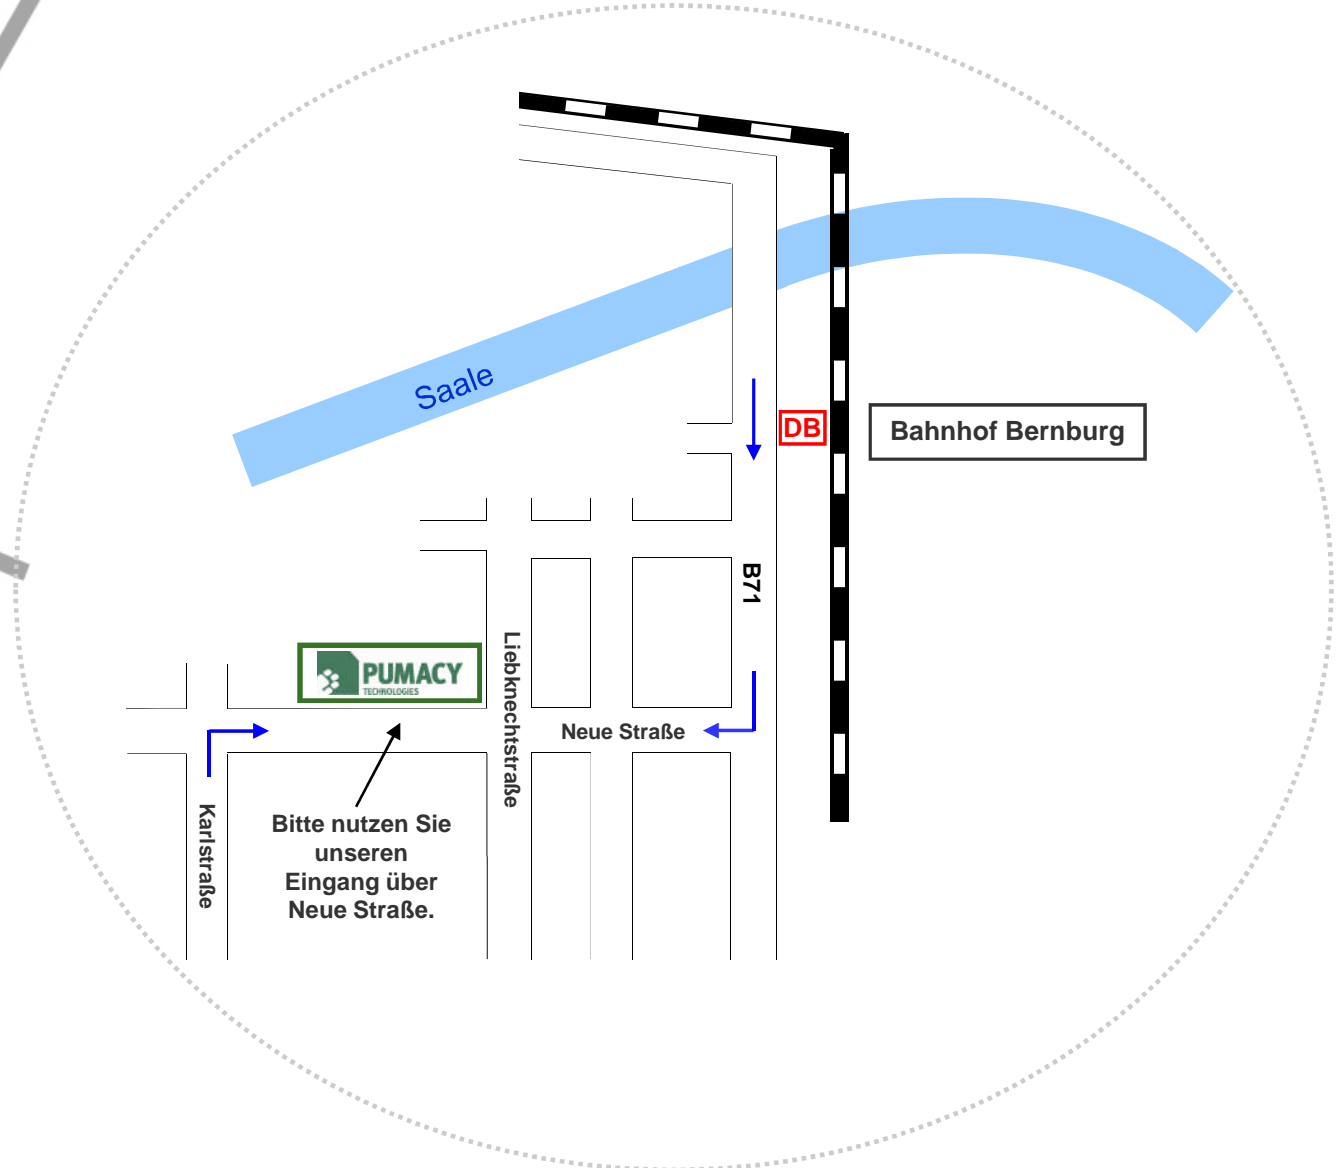 Saale
DB
Bahnhof Bernburg
B71
Liebknechtstraße
PUMACY
TECHNOLOGIES
Neue Straße
Karlstraße
Bitte nutzen Sie
unseren
Eingang über
Neue Straße.